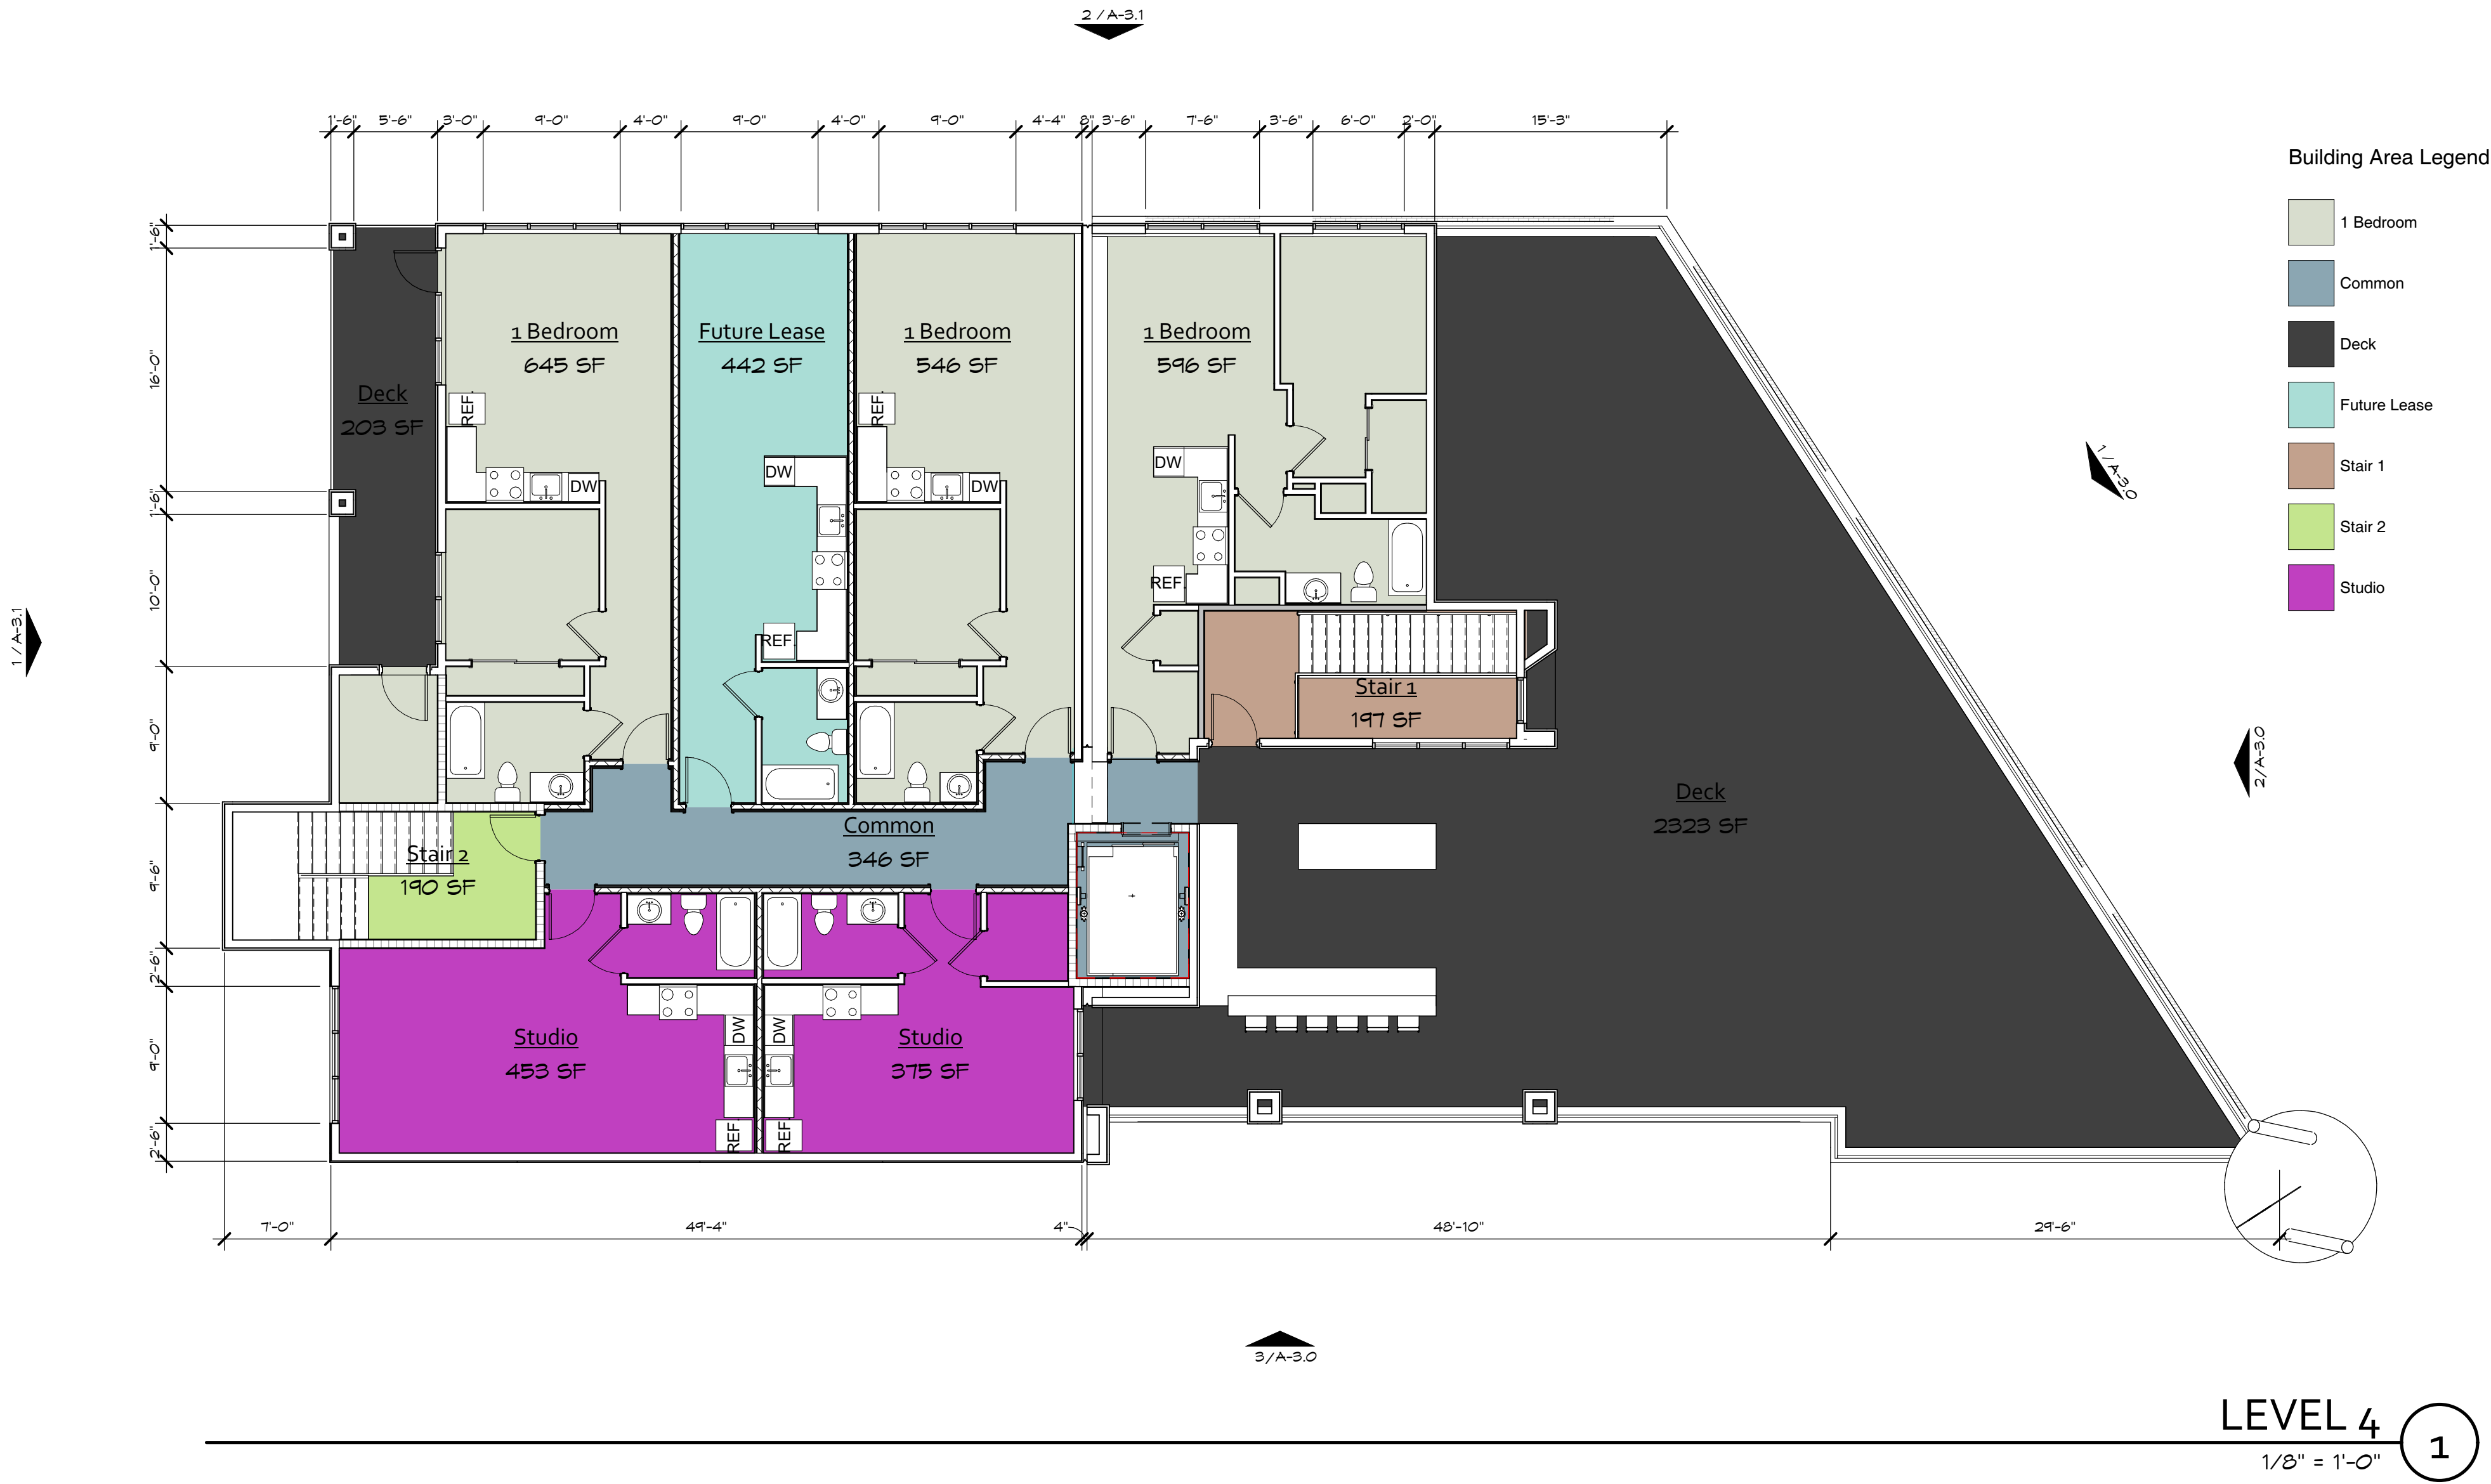 2 / A-3.1
1'-6" 5'-6" 3'-0" 9'-0" 4'-0" 9'-0" 4'-0" 9'-0" 4'-4" 8" 3'-6" 7'-6" 3'-6" 6'-0" 2'-0" 15'-3"
Building Area Legend
1 Bedroom
Common
Deck
Future Lease
Stair 1
Stair 2
Studio
1'-6"
16'-0"
1'-6"
10'-0"
9'-0"
9'-6"
2'-6"
9'-0"
2'-6"
1 / A-3.1
1 / A-3.0
2/A-3.0
Deck
203 SF
1 Bedroom
645 SF
REF.
DW
Future Lease
442 SF
DW
REF.
1 Bedroom
546 SF
REF.
DW
1 Bedroom
596 SF
DW
REF.
Stair 1
197 SF
Deck
2323 SF
Common
346 SF
Stair 2
190 SF
Studio
453 SF
DW
REF.
Studio
375 SF
DW
REF.
7'-0" 49'-4" 4" 48'-10" 29'-6"
3/A-3.0
LEVEL 4
1/8" = 1'-0"
1